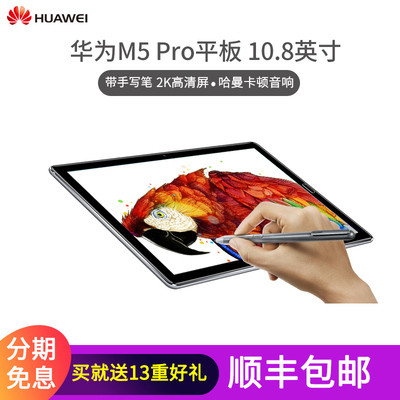 HUAWEI
华为M5 Pro平板 10.8英寸
带手写笔 2K高清屏•哈曼卡顿音响
分期
免息
买就送13重好礼
顺丰包邮